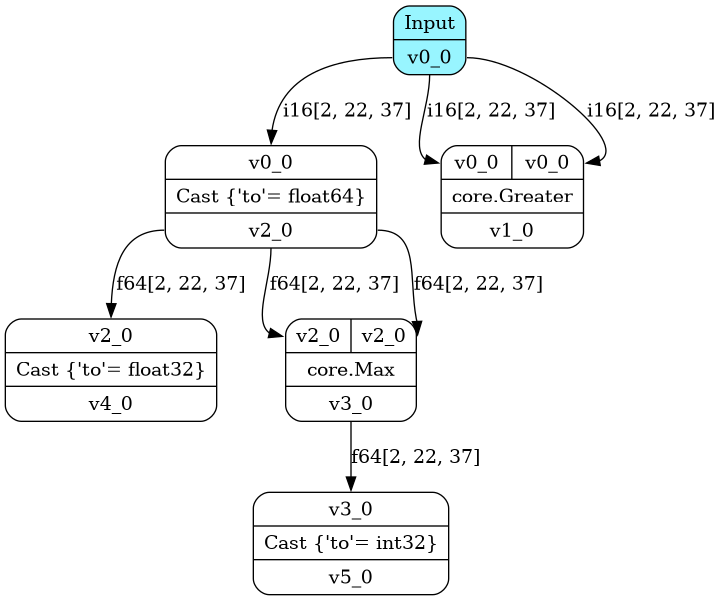 Input
v0_0
i16[2, 22, 37]
i16[2, 22, 37]
i16[2, 22, 37]
v0_0
Cast {'to'= float64}
v2_0
v0_0
v0_0
core.Greater
v1_0
f64[2, 22, 37]
f64[2, 22, 37]
f64[2, 22, 37]
v2_0
Cast {'to'= float32}
v4_0
v2_0
v2_0
core.Max
v3_0
f64[2, 22, 37]
v3_0
Cast {'to'= int32}
v5_0